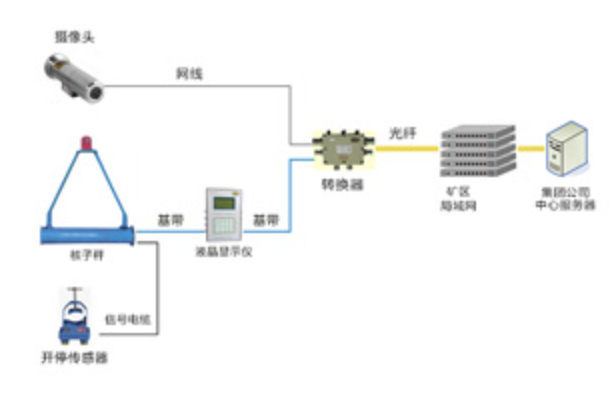 摄像头
网线
光纤
转换器
矿区
局域网
集团公司
中心服务器
基带
基带
核子秤
液晶显示仪
信号电缆
开停传感器